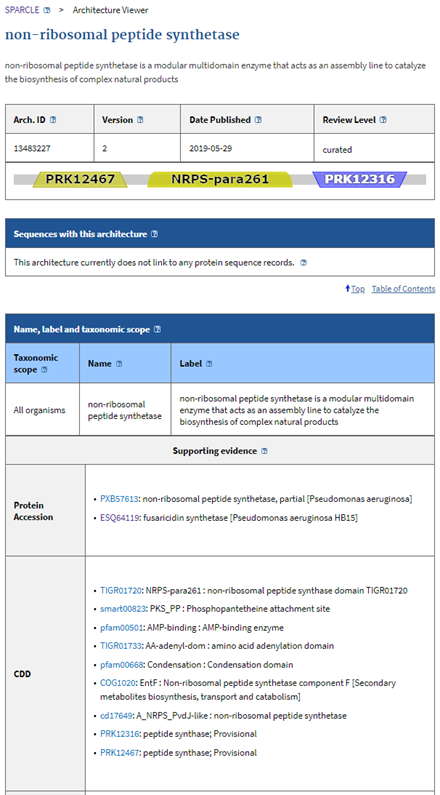 SPARCLE > Architecture Viewer
non-ribosomal peptide synthetase
non-ribosomal peptide synthetase is a modular multidomain enzyme that acts as an assembly line to catalyze
the biosynthesis of complex natural products
Arch. ID Version Date Published Review Level
13483227 2 2019-05-29 curated
PRK12467 NRPS-para261 PRK12316
Sequences with this architecture
This architecture currently does not link to any protein sequence records.
Top Table of Contents
Name, label and taxonomic scope
Taxonomic
scope Name Label
All organisms
non-ribosomal
peptide synthetase
non-ribosomal peptide synthetase is a modular multidomain
enzyme that acts as an assembly line to catalyze the
biosynthesis of complex natural products
Supporting evidence
Protein
Accession
• PXB57613: non-ribosomal peptide synthetase, partial [Pseudomonas aeruginosa]
• ESQ64119: fusaricidin synthetase [Pseudomonas aeruginosa HB15]
CDD
• TIGR01720: NRPS-para261 : non-ribosomal peptide synthase domain TIGR01720
• smart00823: PKS_PP : Phosphopantetheine attachment site
• pfam00501: AMP-binding : AMP-binding enzyme
• TIGR01733: AA-adenyl-dom : amino acid adenylation domain
• pfam00668: Condensation : Condensation domain
• COG1020: EntF : Non-ribosomal peptide synthetase component F [Secondary
metabolites biosynthesis, transport and catabolism]
• cd17649: A_NRPS_PvdJ-like : non-ribosomal peptide synthetase
• PRK12316: peptide synthase; Provisional
• PRK12467: peptide synthase; Provisional